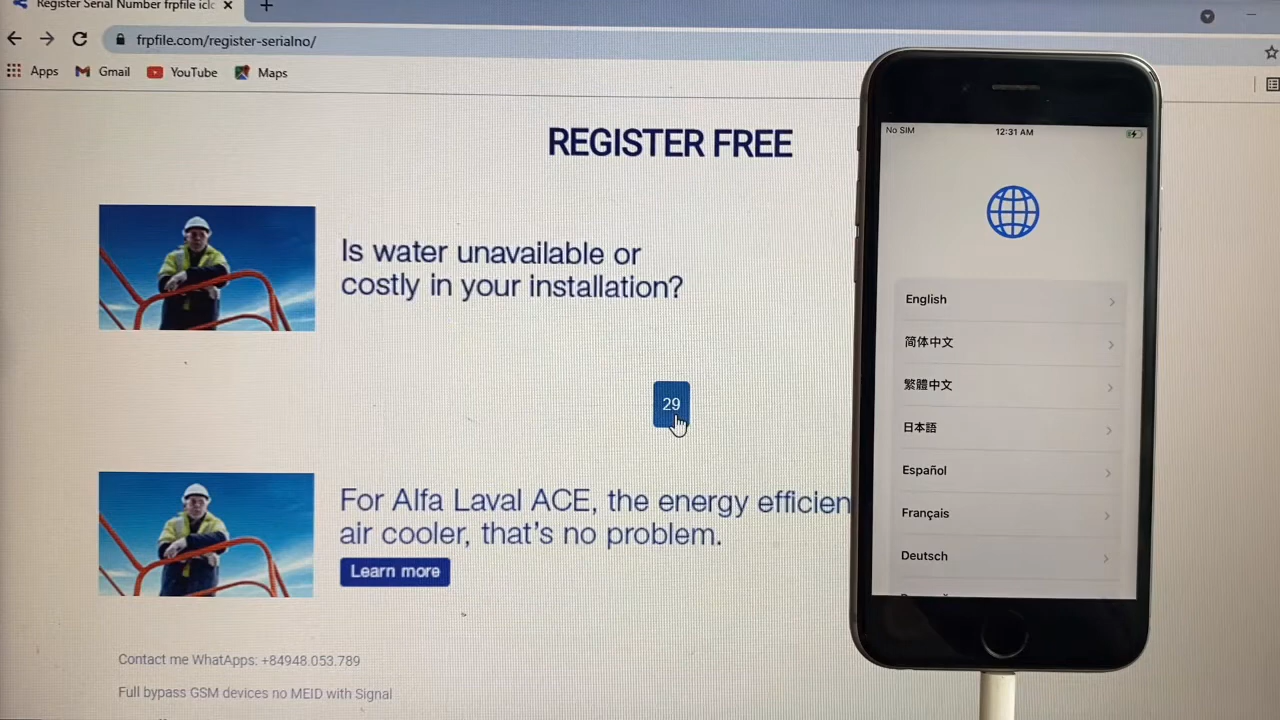 Register Serial Number frpfile iclc
frpfile.com/register-serialno/
Apps
Gmail
YouTube
Maps
REGISTER FREE
Is water unavailable or
costly in your installation?
29
For Alfa Laval ACE, the energy efficien
air cooler, that's no problem.
Learn more
Contact me WhatApps: +84948.053.789
Full bypass GSM devices no MEID with Signal
No SIM
12:31 AM
English
简体中文
繁體中文
日本語
Español
Français
Deutsch